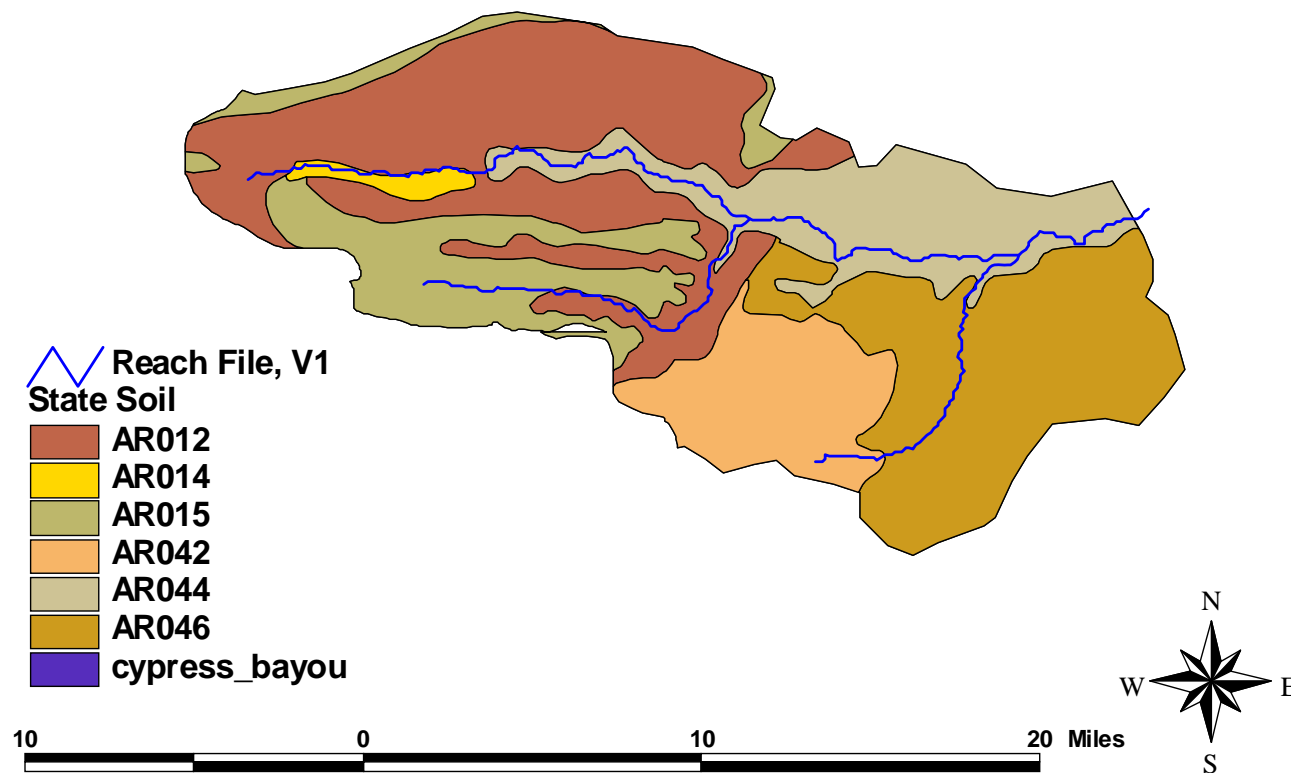 Reach File, V1
State Soil
AR012
AR014
AR015
AR042
AR044
AR046
cypress_bayou
N
W E
S
10 0 10 20 Miles